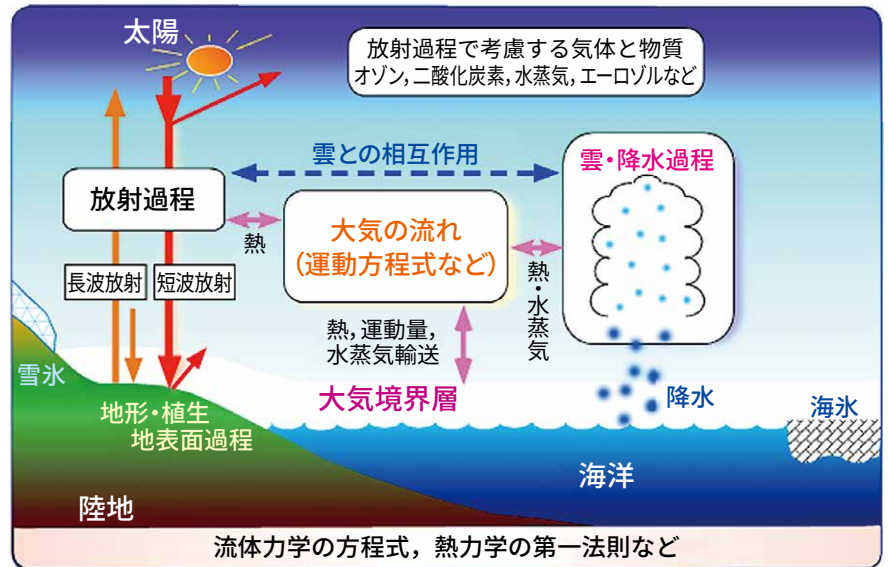 太陽
放射過程で考慮する気体と物質
オゾン，二酸化炭素，水蒸気，エーロゾルなど
雲との相互作用
雲・降水過程
放射過程
熱
大気の流れ
（運動方程式など）
熱・水蒸気
長波放射
短波放射
熱，運動量，
水蒸気輸送
雪氷
大気境界層
降水
海氷
地形・植生
地表面過程
海洋
陸地
流体力学の方程式，熱力学の第一法則など